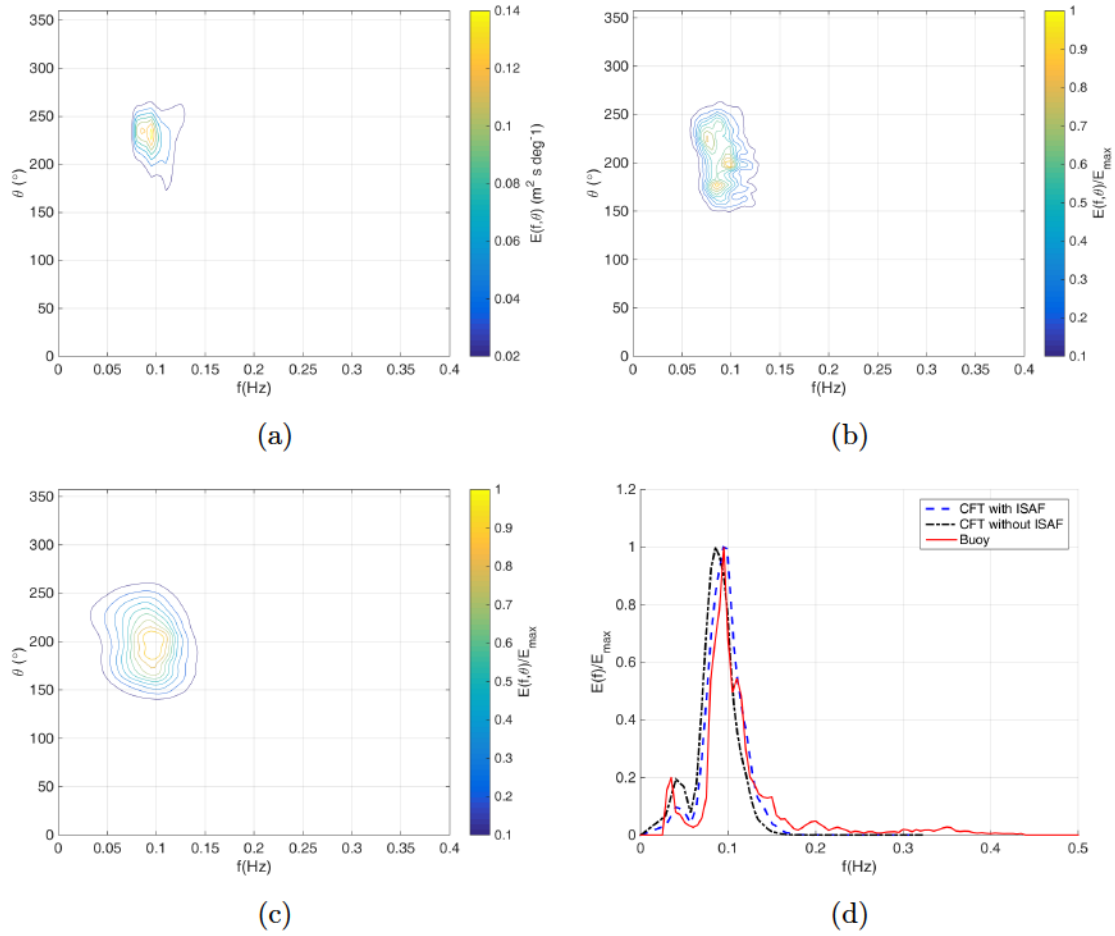 350
300
250
200
150
100
50
0
θ (°)
0 0.05 0.1 0.15 0.2 0.25 0.3 0.35 0.4
f(Hz)
0.14
0.12
0.1
0.08
0.06
0.04
0.02
E(f,θ) (m² s deg⁻¹)
(a)
350
300
250
200
150
100
50
0
θ (°)
0 0.05 0.1 0.15 0.2 0.25 0.3 0.35 0.4
f(Hz)
1
0.9
0.8
0.7
0.6
0.5
0.4
0.3
0.2
0.1
E(f,θ)/E_max
(b)
350
300
250
200
150
100
50
0
θ (°)
0 0.05 0.1 0.15 0.2 0.25 0.3 0.35 0.4
f(Hz)
1
0.9
0.8
0.7
0.6
0.5
0.4
0.3
0.2
0.1
E(f,θ)/E_max
(c)
1.2
1
0.8
0.6
0.4
0.2
0
E(f)/E_max
0 0.1 0.2 0.3 0.4 0.5
f(Hz)
CFT with ISAF
CFT without ISAF
Buoy
(d)